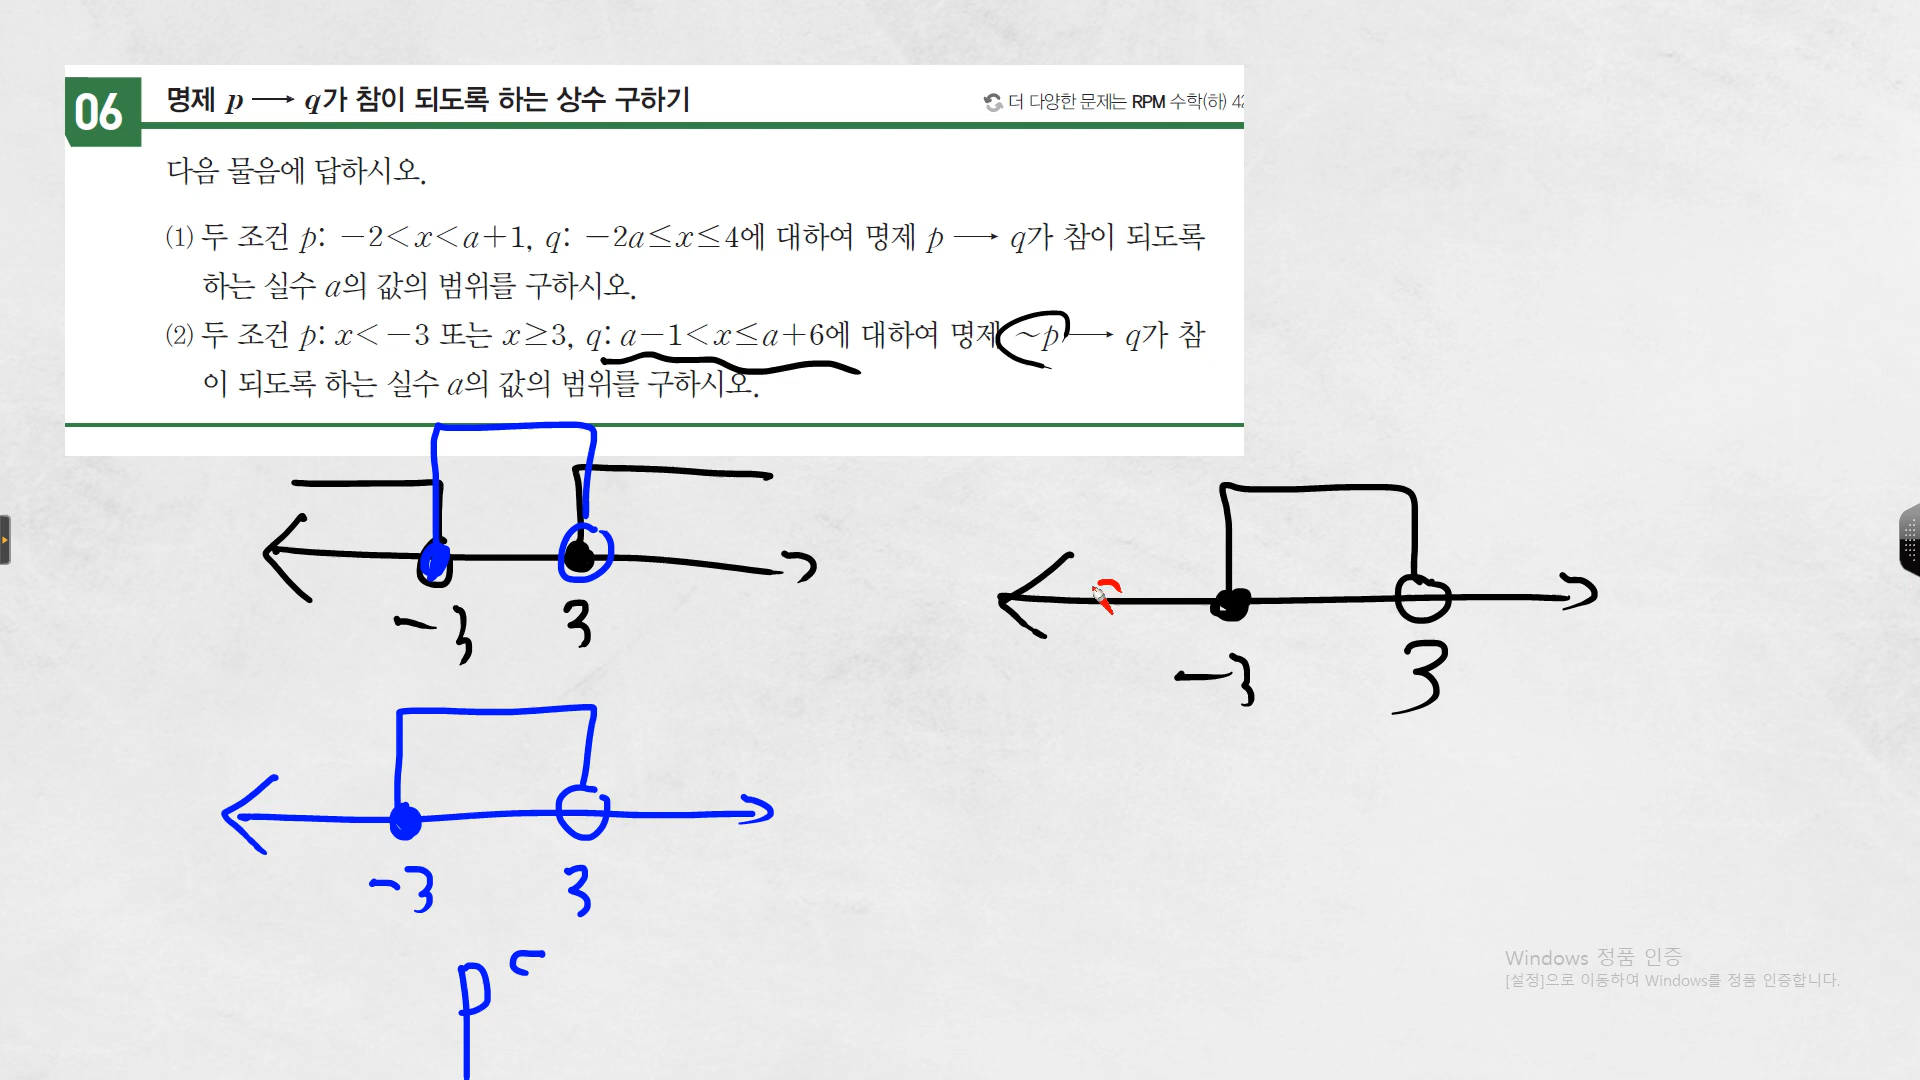 06 명제 p → q가 참이 되도록 하는 상수 구하기
더 다양한 문제는 RPM 수학(하) 42
다음 물음에 답하시오.
(1) 두 조건 p: -2<x<a+1, q: -2a≤x≤4에 대하여 명제 p → q가 참이 되도록
하는 실수 a의 값의 범위를 구하시오.
(2) 두 조건 p: x<-3 또는 x≥3, q: a-1<x≤a+6에 대하여 명제 ~p → q가 참
이 되도록 하는 실수 a의 값의 범위를 구하시오.
-3 3
-3 3
-3 3
Windows 정품 인증
[설정]으로 이동하여 Windows를 정품 인증합니다.